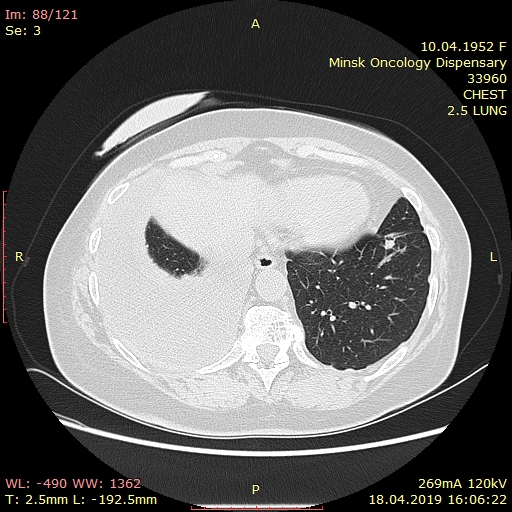 Im: 88/121
Se: 3
A
10.04.1952 F
Minsk Oncology Dispensary
33960
CHEST
2.5 LUNG
R
L
WL: -490 WW: 1362
T: 2.5mm L: -192.5mm
P
269mA 120kV
18.04.2019 16:06:22